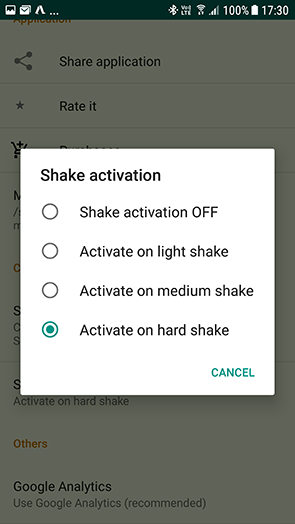 ... Vo) LTE 100% 17:30
Application
Share application
Rate it
Purchases
Shake activation
Shake activation OFF
Activate on light shake
Activate on medium shake
Activate on hard shake
CANCEL
Activate on hard shake
Others
Google Analytics
Use Google Analytics (recommended)